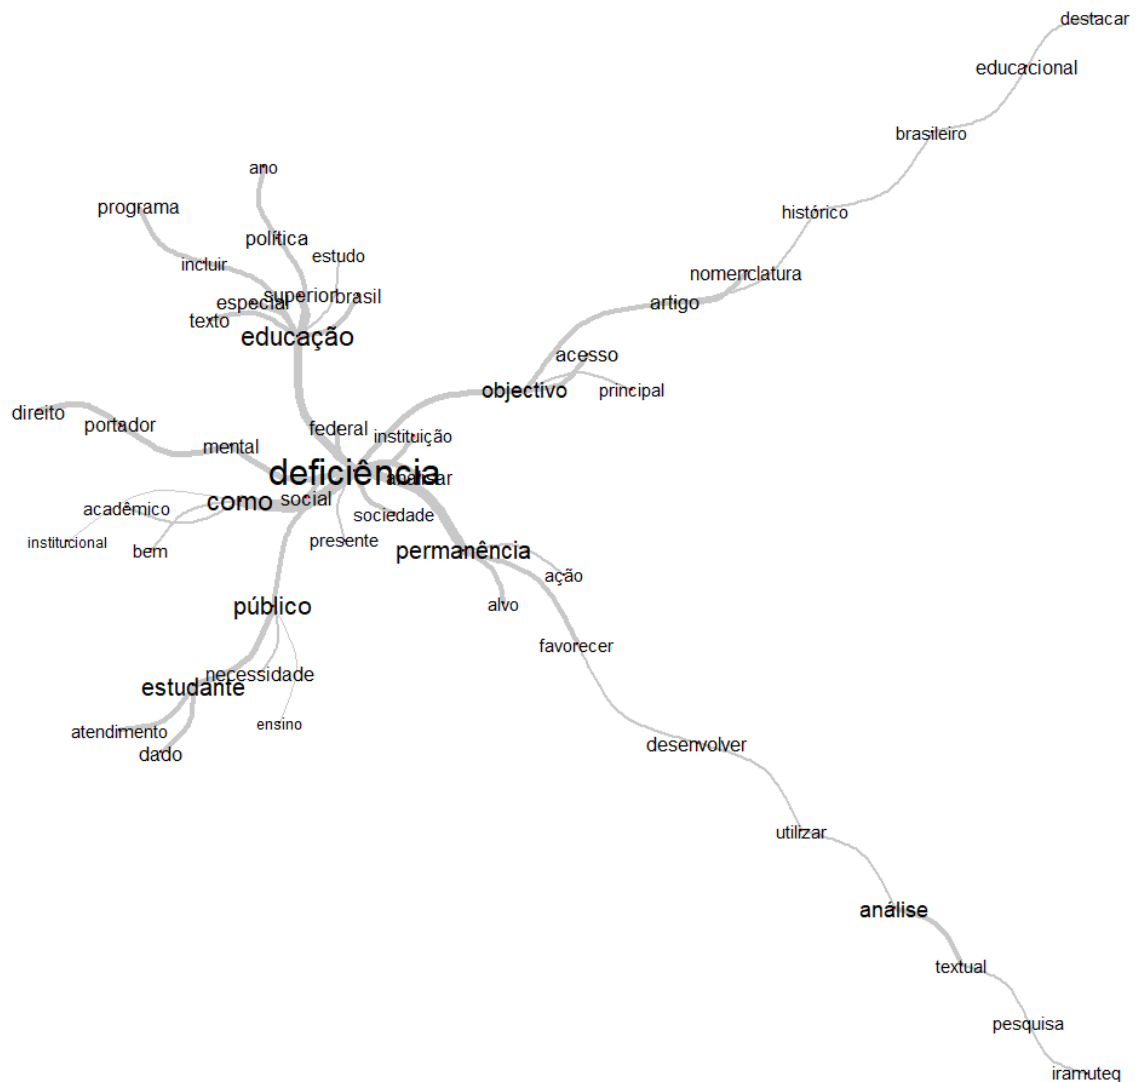 destacar
educacional
brasileiro
ano
programa
histórico
política
estudo
incluir
nomenclatura
superior
brasil
especial
artigo
texto
educação
acesso
objectivo
principal
direito
portador
federal
instituição
mental
deficiência
analisar
social
como
acadêmico
sociedade
institucional
presente
bem
permanência
ação
alvo
público
favorecer
necessidade
estudante
ensino
atendimento
dado
desenvolver
utilizar
análise
textual
pesquisa
iramuteq